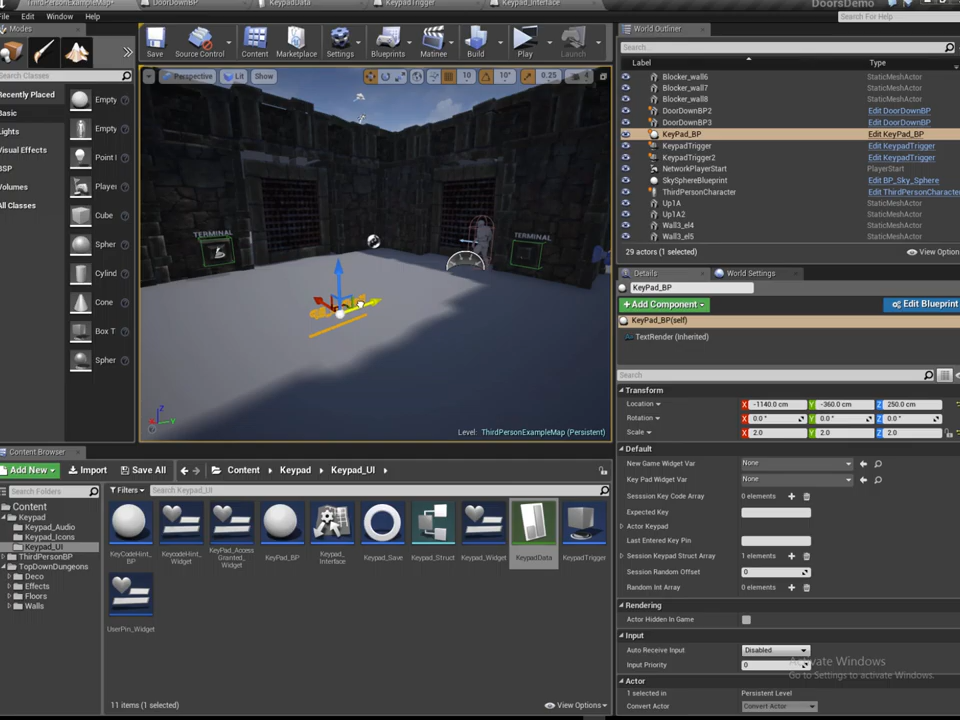 ThirdPersonExampleMap*
DoorDownBP
KeypadData
KeypadTrigger
Keypad_Interface
DoorsDemo
File
Edit
Window
Help
Search For Help
Modes
Search Classes
Recently Placed
Basic
Lights
Visual Effects
BSP
Volumes
All Classes
Empty
Empty
Point l
Player
Cube
Spher
Cylind
Cone
Box T
Spher
Save
Source Control
Content
Marketplace
Settings
Blueprints
Matinee
Build
Play
Launch
Perspective
Lit
Show
10
10°
0.25
4
TERMINAL
TERMINAL
Level: ThirdPersonExampleMap (Persistent)
World Outliner
Search...
Label
Type
Blocker_wall6 StaticMeshActor
Blocker_wall7 StaticMeshActor
Blocker_wall8 StaticMeshActor
DoorDownBP2 Edit DoorDownBP
DoorDownBP3 Edit DoorDownBP
KeyPad_BP Edit KeyPad_BP
KeypadTrigger Edit KeypadTrigger
KeypadTrigger2 Edit KeypadTrigger
NetworkPlayerStart PlayerStart
SkySphereBlueprint Edit BP_Sky_Sphere
ThirdPersonCharacter Edit ThirdPersonCharacte
Up1A StaticMeshActor
Up1A2 StaticMeshActor
Wall3_el4 StaticMeshActor
Wall3_el5 StaticMeshActor
29 actors (1 selected)
View Option
Details
World Settings
KeyPad_BP
+Add Component
Edit Blueprint
KeyPad_BP(self)
TextRender (Inherited)
Search
Transform
Location X -1140.0 cm Y -360.0 cm Z 250.0 cm
Rotation X 0.0 ° Y 0.0 ° Z 0.0 °
Scale X 2.0 Y 2.0 Z 2.0
Default
New Game Widget Var None
Key Pad Widget Var None
Sesssion Key Code Array 0 elements
Expected Key
Actor Keypad
Last Entered Key Pin
Session Keypad Struct Array 1 elements
Session Random Offset 0
Random Int Array 0 elements
Rendering
Actor Hidden In Game
Input
Auto Receive Input Disabled
Input Priority 0
Actor
1 selected in Persistent Level
Convert Actor Convert Actor
Activate Windows
Go to Settings to activate Windows.
Content Browser
Add New
Import
Save All
Content
Keypad
Keypad_UI
Search Folders
Filters
Search Keypad_UI
Content
Keypad
Keypad_Audio
Keypad_Icons
Keypad_UI
ThirdPersonBP
TopDownDungeons
Deco
Effects
Floors
Walls
KeyCodeHint_
BP
KeycodeHint_
Widget
KeyPad_Access
Granted_
Widget
KeyPad_BP
Keypad_
Interface
Keypad_Save
Keypad_Struct
Keypad_Widget
KeypadData
KeypadTrigger
UserPin_Widget
11 items (1 selected)
View Options